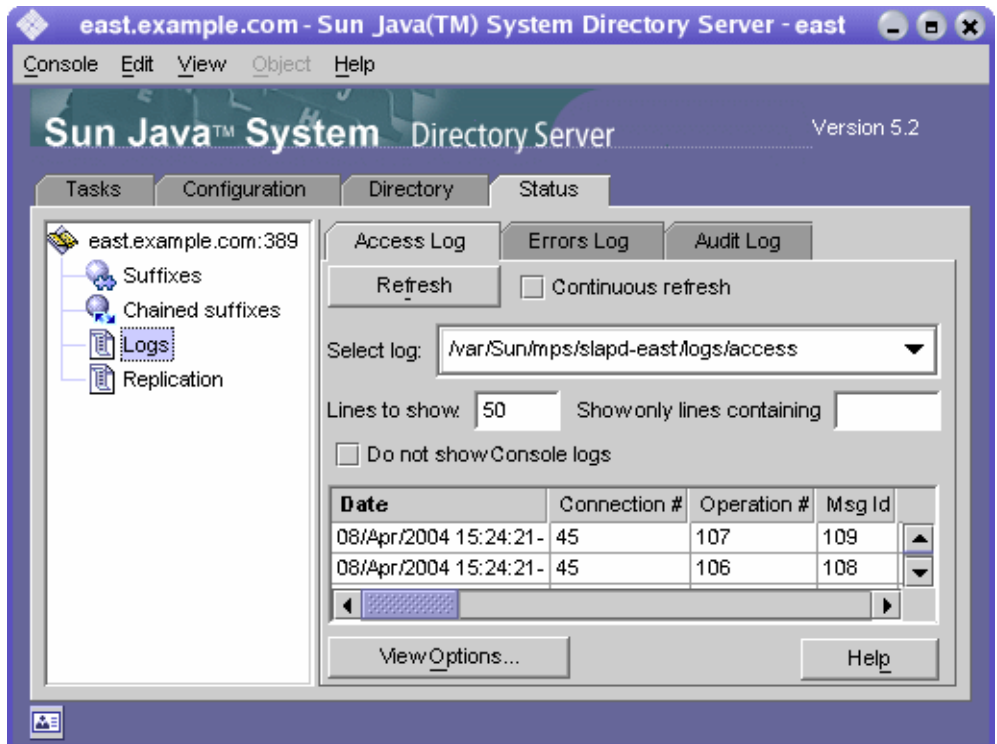 east.example.com - Sun Java(TM) System Directory Server - east
Console Edit View Object Help
Sun Java™ System Directory Server
Version 5.2
Tasks Configuration Directory Status
east.example.com:389
Suffixes
Chained suffixes
Logs
Replication
Access Log Errors Log Audit Log
Refresh Continuous refresh
Select log: /var/Sun/mps/slapd-east/logs/access
Lines to show: 50 Show only lines containing
Do not show Console logs
Date Connection # Operation # Msg Id
08/Apr/2004 15:24:21- 45 107 109
08/Apr/2004 15:24:21- 45 106 108
View Options... Help